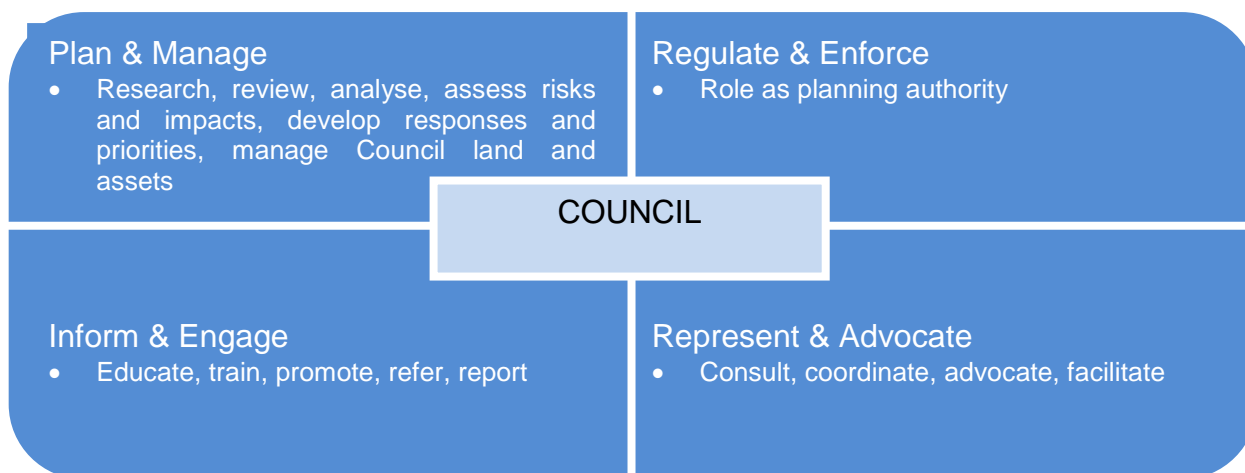 Plan & Manage
• Research, review, analyse, assess risks
and impacts, develop responses and
priorities, manage Council land and
assets
Regulate & Enforce
• Role as planning authority
COUNCIL
Inform & Engage
• Educate, train, promote, refer, report
Represent & Advocate
• Consult, coordinate, advocate, facilitate